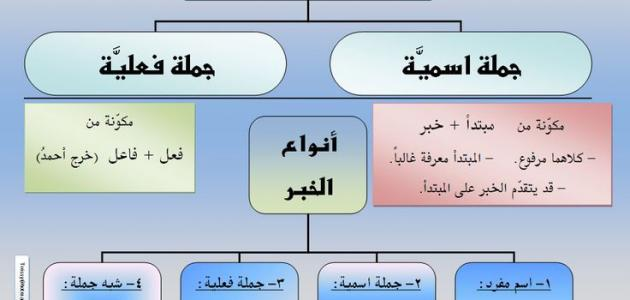 جملة اسميَّة
جملة فعليَّة
مكوّنة من مبتدأ + خبر
– كلاهما مرفوع. – المبتدأ معرفة غالباً.
– قد يتقدّم الخبر على المبتدأ.
مكوّنة من
فعل + فاعل (خرج أحمدُ)
أنواع
الخبر
١– اسم مفرد:
٢– جملة اسمية:
٣– جملة فعلية:
٤– شبه جملة: